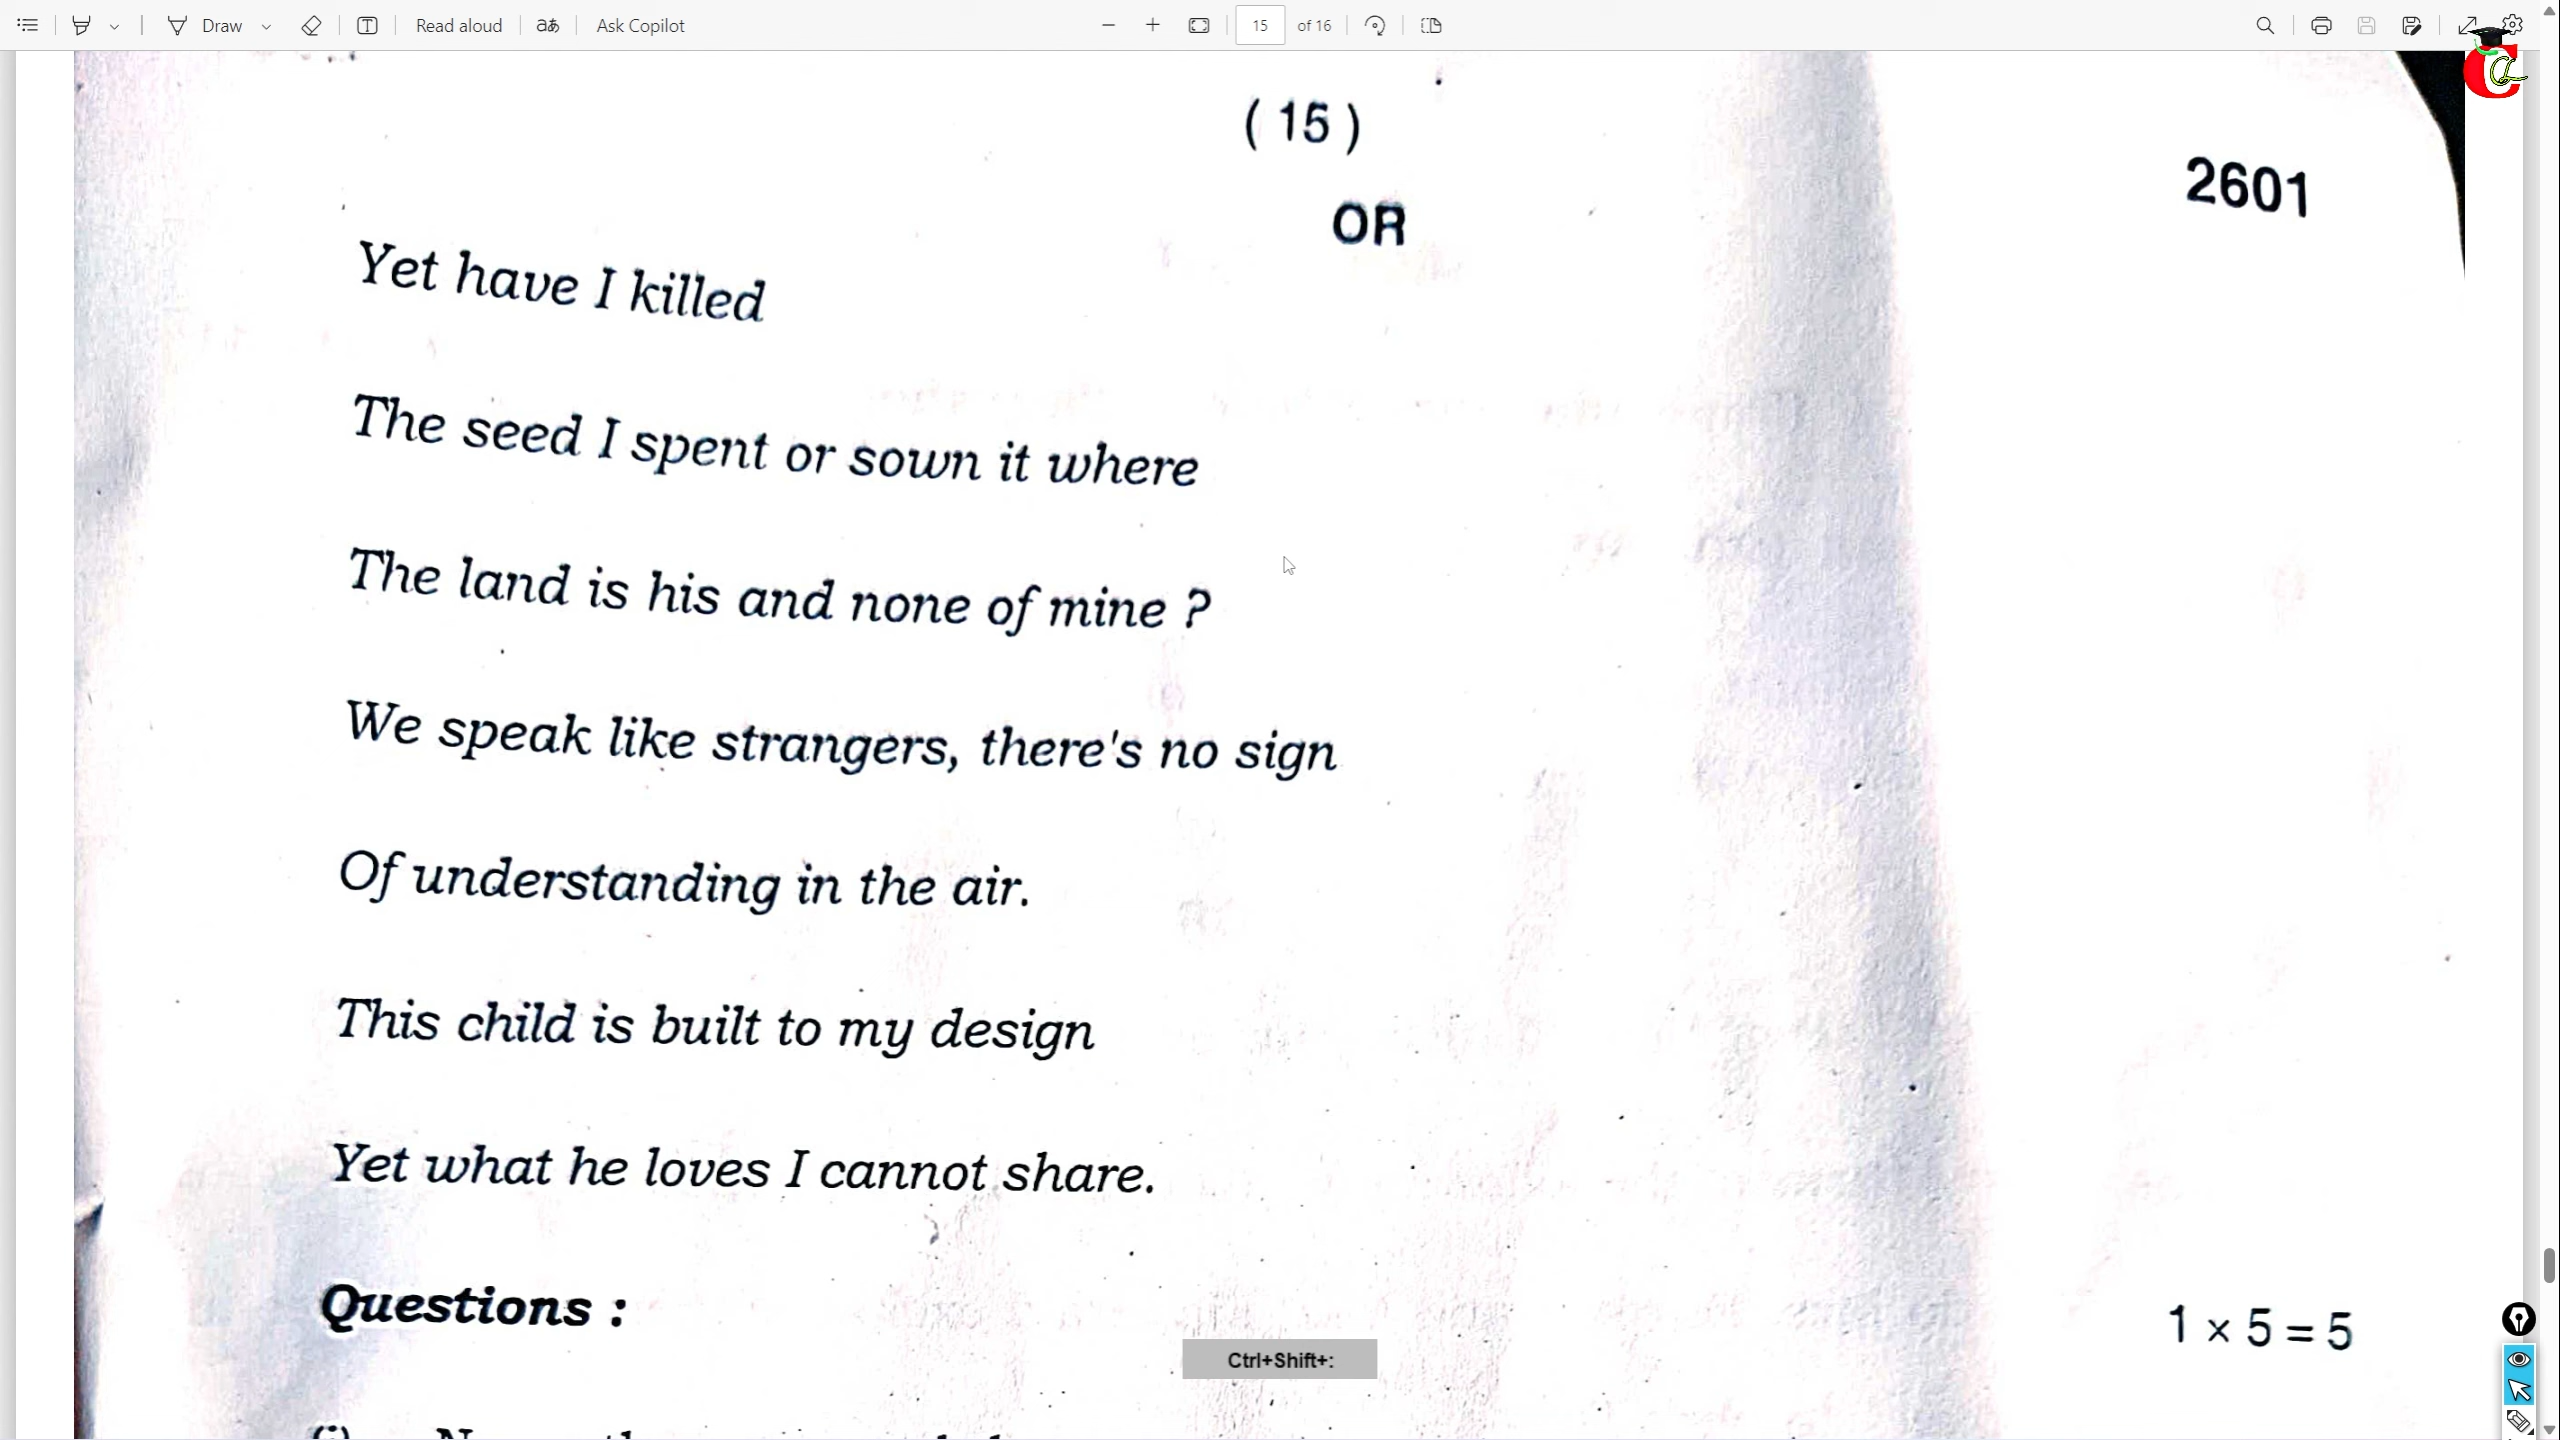 Draw
Read aloud
aあ
Ask Copilot
15
of 16
( 15 )
2601
OR
Yet have I killed
The seed I spent or sown it where
The land is his and none of mine ?
We speak like strangers, there's no sign
Of understanding in the air.
This child is built to my design
Yet what he loves I cannot share.
Questions :
1 × 5 = 5
Ctrl+Shift+: